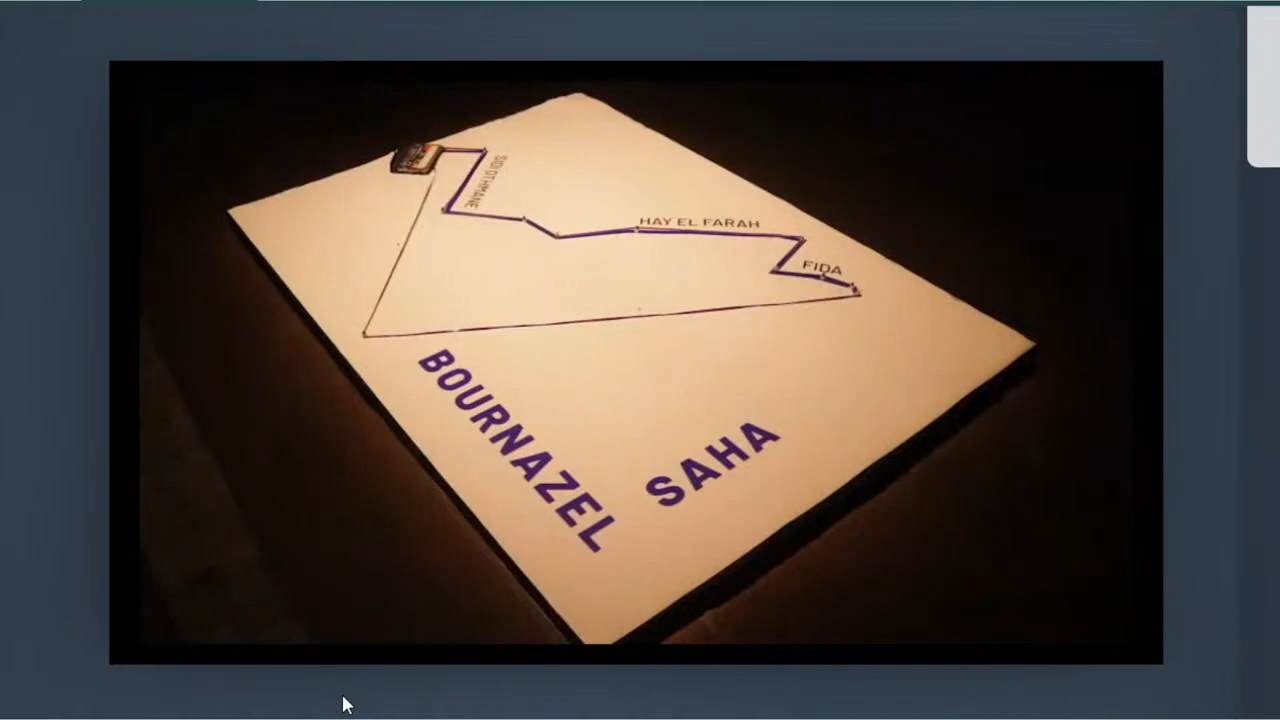 SIDI OTHMANE
HAY EL FARAH
FIDA
BOURNAZEL
SAHA